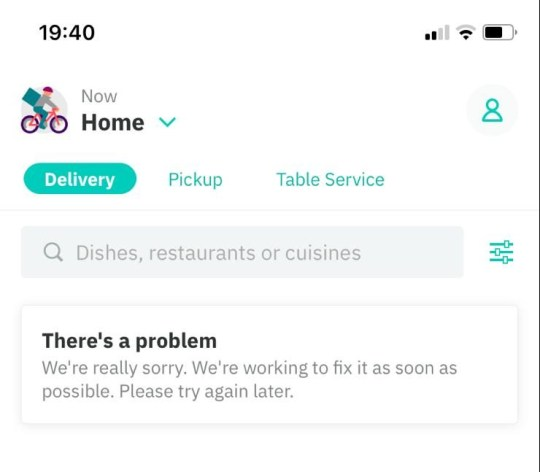 19:40
Now
Home
Delivery Pickup Table Service
Dishes, restaurants or cuisines
There's a problem
We're really sorry. We're working to fix it as soon as
possible. Please try again later.